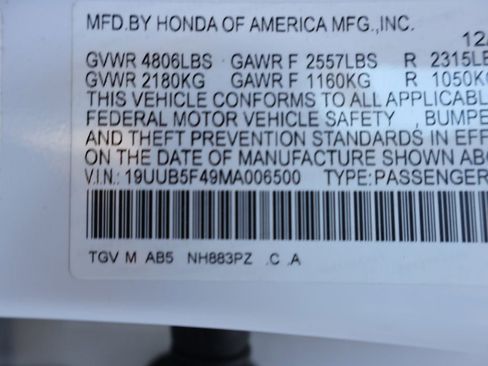 MFD.BY HONDA OF AMERICA MFG.,INC.
12
GVWR 4806LBS GAWR F 2557LBS R 2315LB
GVWR 2180KG GAWR F 1160KG R 1050KG
THIS VEHICLE CONFORMS TO ALL APPLICABL
FEDERAL MOTOR VEHICLE SAFETY , BUMPE
AND THEFT PREVENTION STANDARDS IN EFF
ON THE DATE OF MANUFACTURE SHOWN ABO
V.I.N.: 19UUB5F49MA006500 TYPE:PASSENGER
TGV M AB5 NH883PZ .C .A